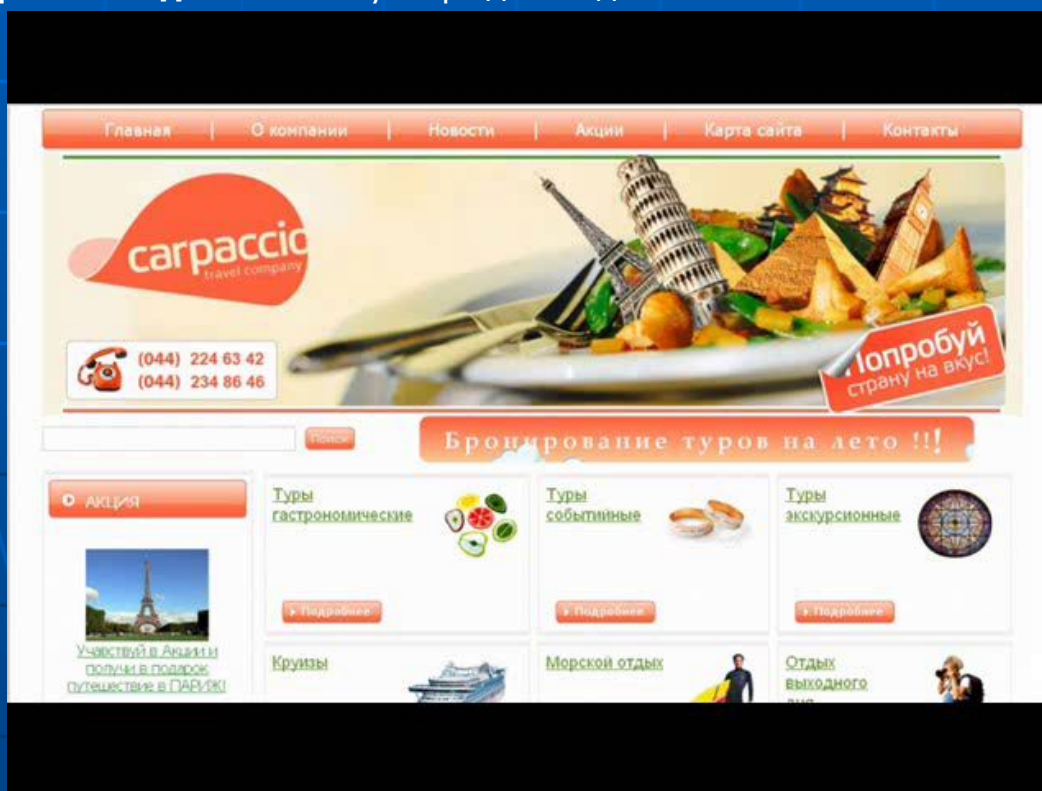 Главная | О компании | Новости | Акции | Карта сайта | Контакты
carpaccio
travel company
(044) 224 63 42
(044) 234 86 46
Попробуй
страну на вкус!
Поиск
Бронирование туров на лето !!!
АКЦИЯ
Учавствуй в Акции и
получи в подарок
путешествие в ПАРИЖ!
Туры
гастрономические
Подробнее
Туры
событийные
Подробнее
Туры
экскурсионные
Подробнее
Круизы
Морской отдых
Отдых
выходного
дня